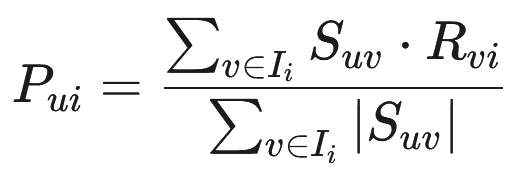 P_{ui} = \frac{\sum_{v \in I_i} S_{uv} \cdot R_{vi}}{\sum_{v \in I_i} |S_{uv}|}